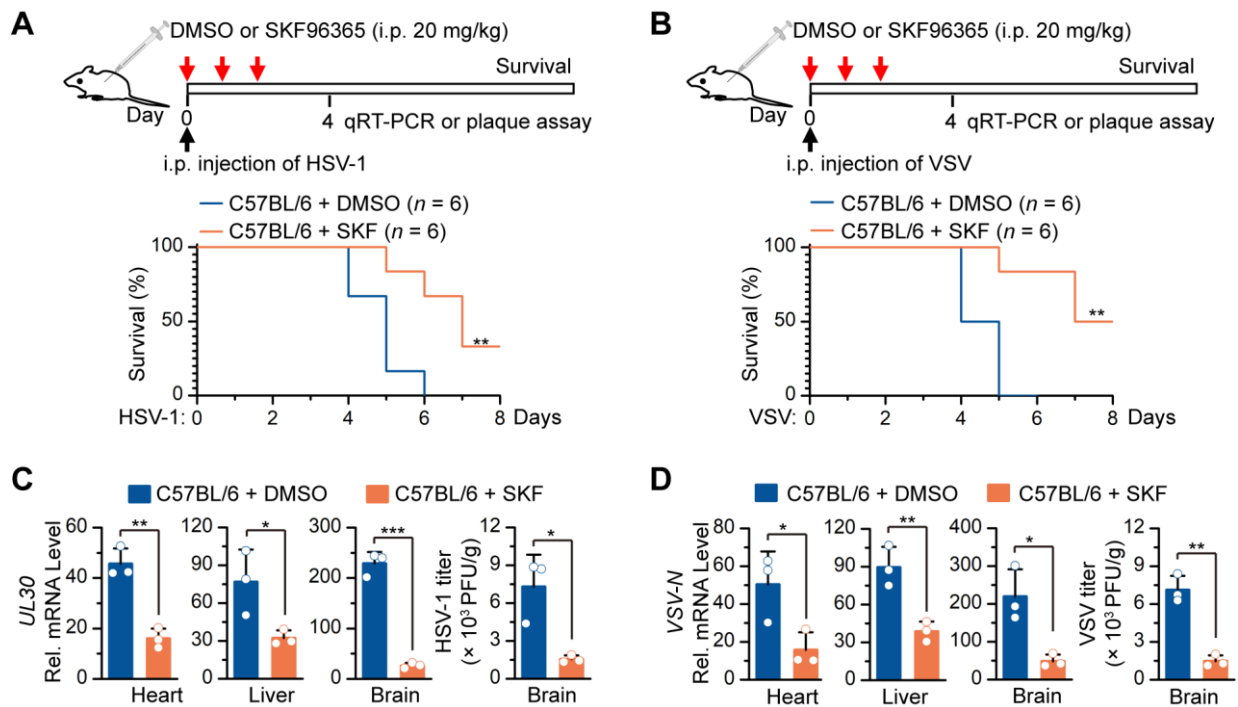 A
DMSO or SKF96365 (i.p. 20 mg/kg)
Survival
Day
0
4 qRT-PCR or plaque assay
i.p. injection of HSV-1
C57BL/6 + DMSO (n = 6)
C57BL/6 + SKF (n = 6)
Survival (%)
100
50
0
**
HSV-1: 0 2 4 6 8 Days
B
DMSO or SKF96365 (i.p. 20 mg/kg)
Survival
Day
0
4 qRT-PCR or plaque assay
i.p. injection of VSV
C57BL/6 + DMSO (n = 6)
C57BL/6 + SKF (n = 6)
Survival (%)
100
50
0
**
VSV: 0 2 4 6 8 Days
C
C57BL/6 + DMSO C57BL/6 + SKF
UL30
Rel. mRNA Level
60
40
20
0
**
Heart
120
90
60
30
0
*
Liver
300
200
100
0
***
Brain
HSV-1 titer
(× 10³ PFU/g)
12
9
6
3
0
*
Brain
D
C57BL/6 + DMSO C57BL/6 + SKF
VSV-N
Rel. mRNA Level
80
60
40
20
0
*
Heart
120
90
60
30
0
**
Liver
400
300
200
100
0
*
Brain
VSV titer
(× 10³ PFU/g)
12
9
6
3
0
**
Brain